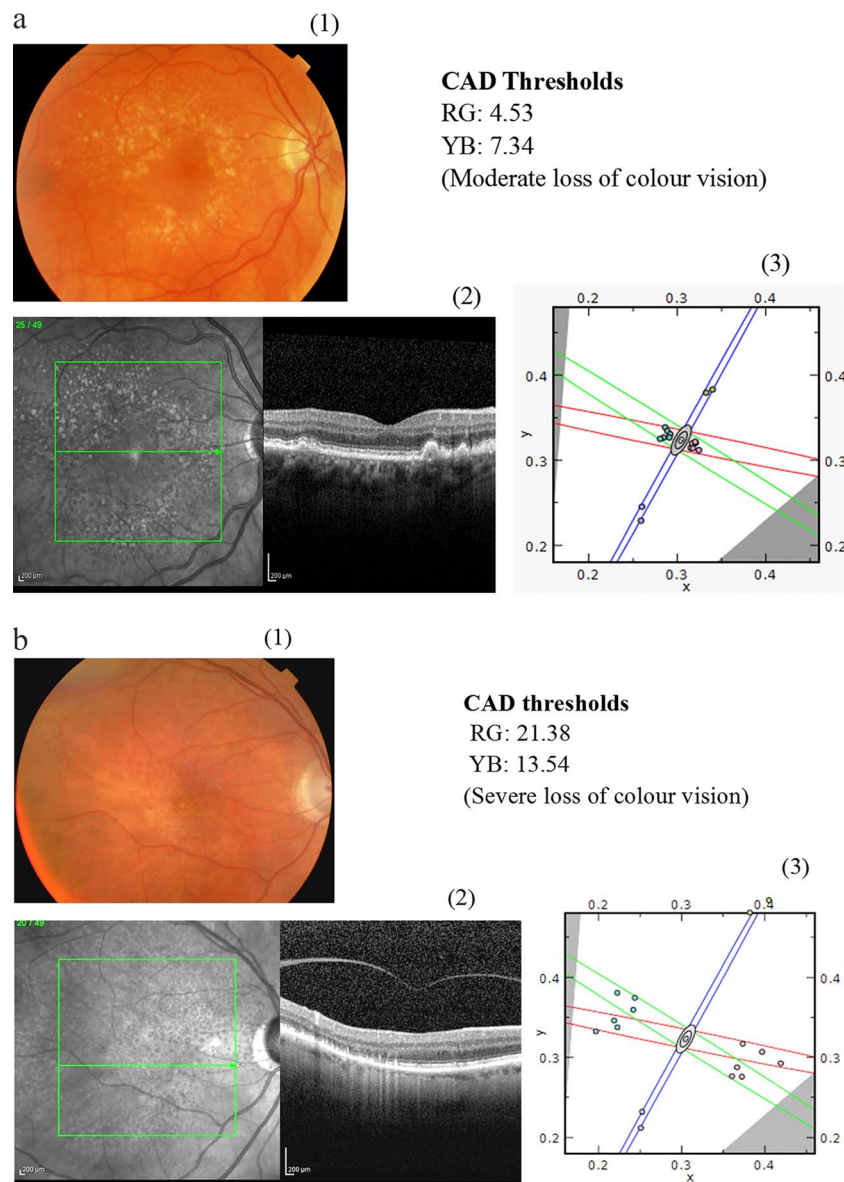 a
(1)
CAD Thresholds
RG: 4.53
YB: 7.34
(Moderate loss of colour vision)
(2)
25 / 49
200 µm
200 µm
(3)
0.2 0.3 0.4
0.4 0.4
y
0.3 0.3
0.2 0.2
0.2 0.3 0.4
x
b
(1)
CAD thresholds
RG: 21.38
YB: 13.54
(Severe loss of colour vision)
(2)
20 / 49
200 µm
200 µm
(3)
0.2 0.3 0.4
0.4 0.4
y
0.3 0.3
0.2 0.2
0.2 0.3 0.4
x